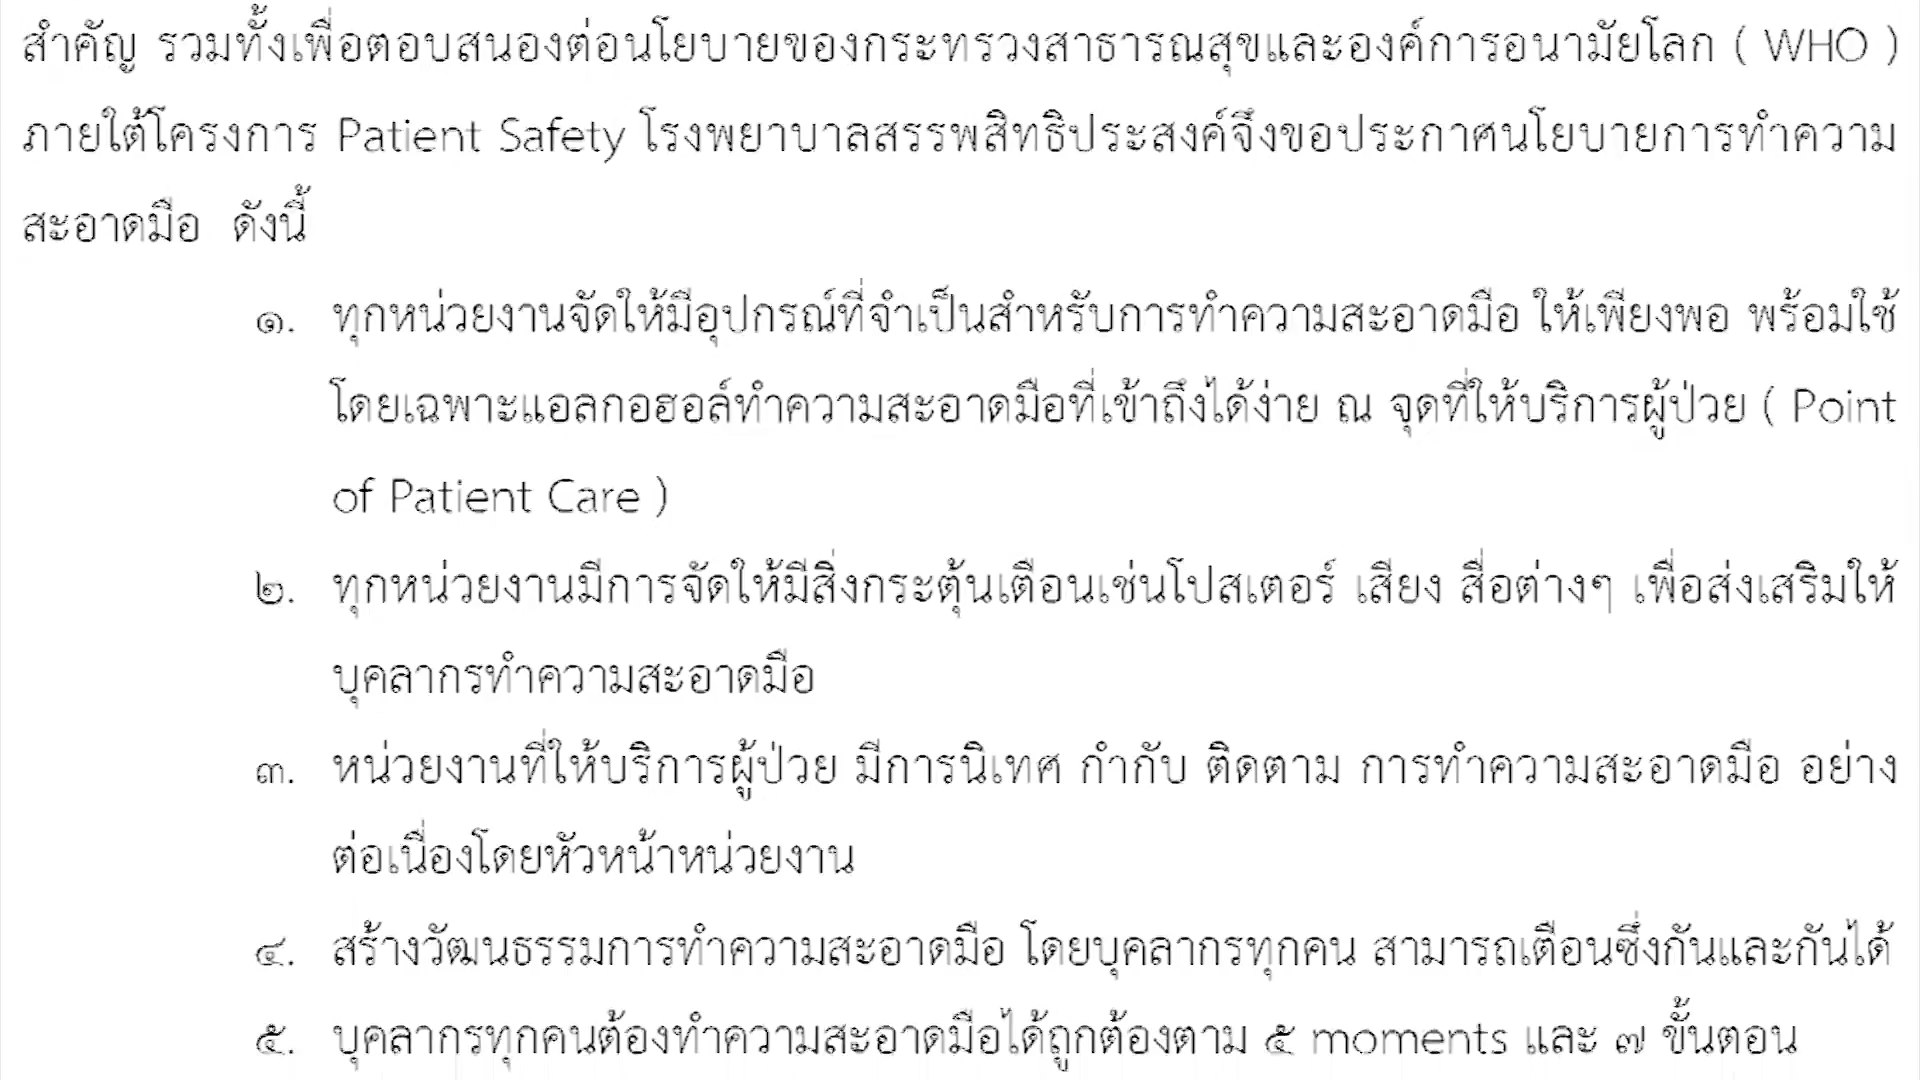 สำคัญ รวมทั้งเพื่อตอบสนองต่อนโยบายของกระทรวงสาธารณสุขและองค์การอนามัยโลก ( WHO )
ภายใต้โครงการ Patient Safety โรงพยาบาลสรรพสิทธิประสงค์จึงขอประกาศนโยบายการทำความ
สะอาดมือ ดังนี้
๑. ทุกหน่วยงานจัดให้มีอุปกรณ์ที่จำเป็นสำหรับการทำความสะอาดมือ ให้เพียงพอ พร้อมใช้
โดยเฉพาะแอลกอฮอล์ทำความสะอาดมือที่เข้าถึงได้ง่าย ณ จุดที่ให้บริการผู้ป่วย ( Point
of Patient Care )
๒. ทุกหน่วยงานมีการจัดให้มีสิ่งกระตุ้นเตือนเช่นโปสเตอร์ เสียง สื่อต่างๆ เพื่อส่งเสริมให้
บุคลากรทำความสะอาดมือ
๓. หน่วยงานที่ให้บริการผู้ป่วย มีการนิเทศ กำกับ ติดตาม การทำความสะอาดมือ อย่าง
ต่อเนื่องโดยหัวหน้าหน่วยงาน
๔. สร้างวัฒนธรรมการทำความสะอาดมือ โดยบุคลากรทุกคน สามารถเตือนซึ่งกันและกันได้
๕. บุคลากรทุกคนต้องทำความสะอาดมือได้ถูกต้องตาม ๕ moments และ ๗ ขั้นตอน